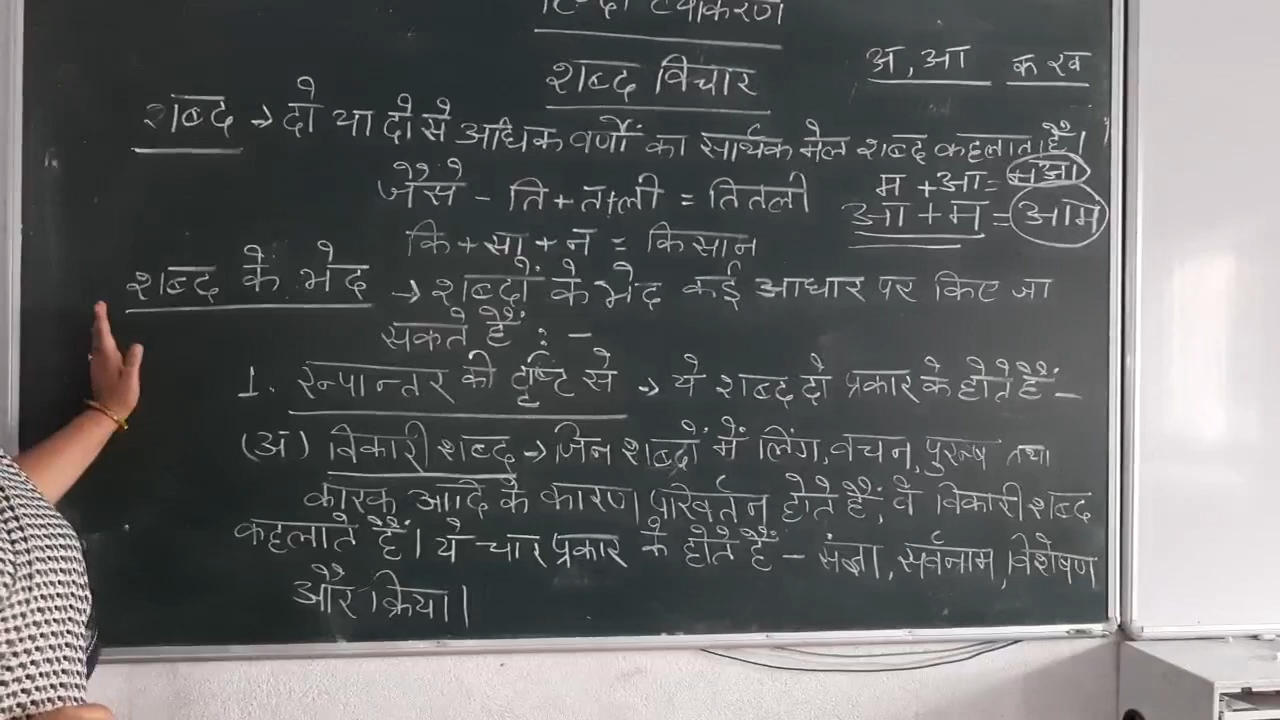 हिन्दी व्याकरण
शब्द विचार
अ, आ क ख
शब्द → दो या दो से अधिक वर्णों का सार्थक मेल शब्द कहलाता है।
जैसे - ति + त + ली = तितली
म + आ = मआ
आ + म = आम
कि + सा + न = किसान
शब्द के भेद → शब्दों के भेद कई आधार पर किए जा
सकते हैं : -
1. रूपान्तर की दृष्टि से → ये शब्द दो प्रकार के होते हैं -
(अ) विकारी शब्द → जिन शब्दों में लिंग, वचन, पुरुष तथा
कारक आदि के कारण परिवर्तन होते हैं, वे विकारी शब्द
कहलाते हैं। ये चार प्रकार के होते हैं - संज्ञा, सर्वनाम, विशेषण
और क्रिया।